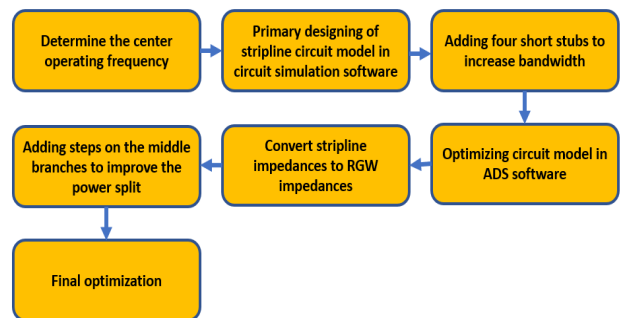 Determine the center
operating frequency
Primary designing of
stripline circuit model in
circuit simulation software
Adding four short stubs to
increase bandwidth
Optimizing circuit model in
ADS software
Convert stripline
impedances to RGW
impedances
Adding steps on the middle
branches to improve the
power split
Final optimization